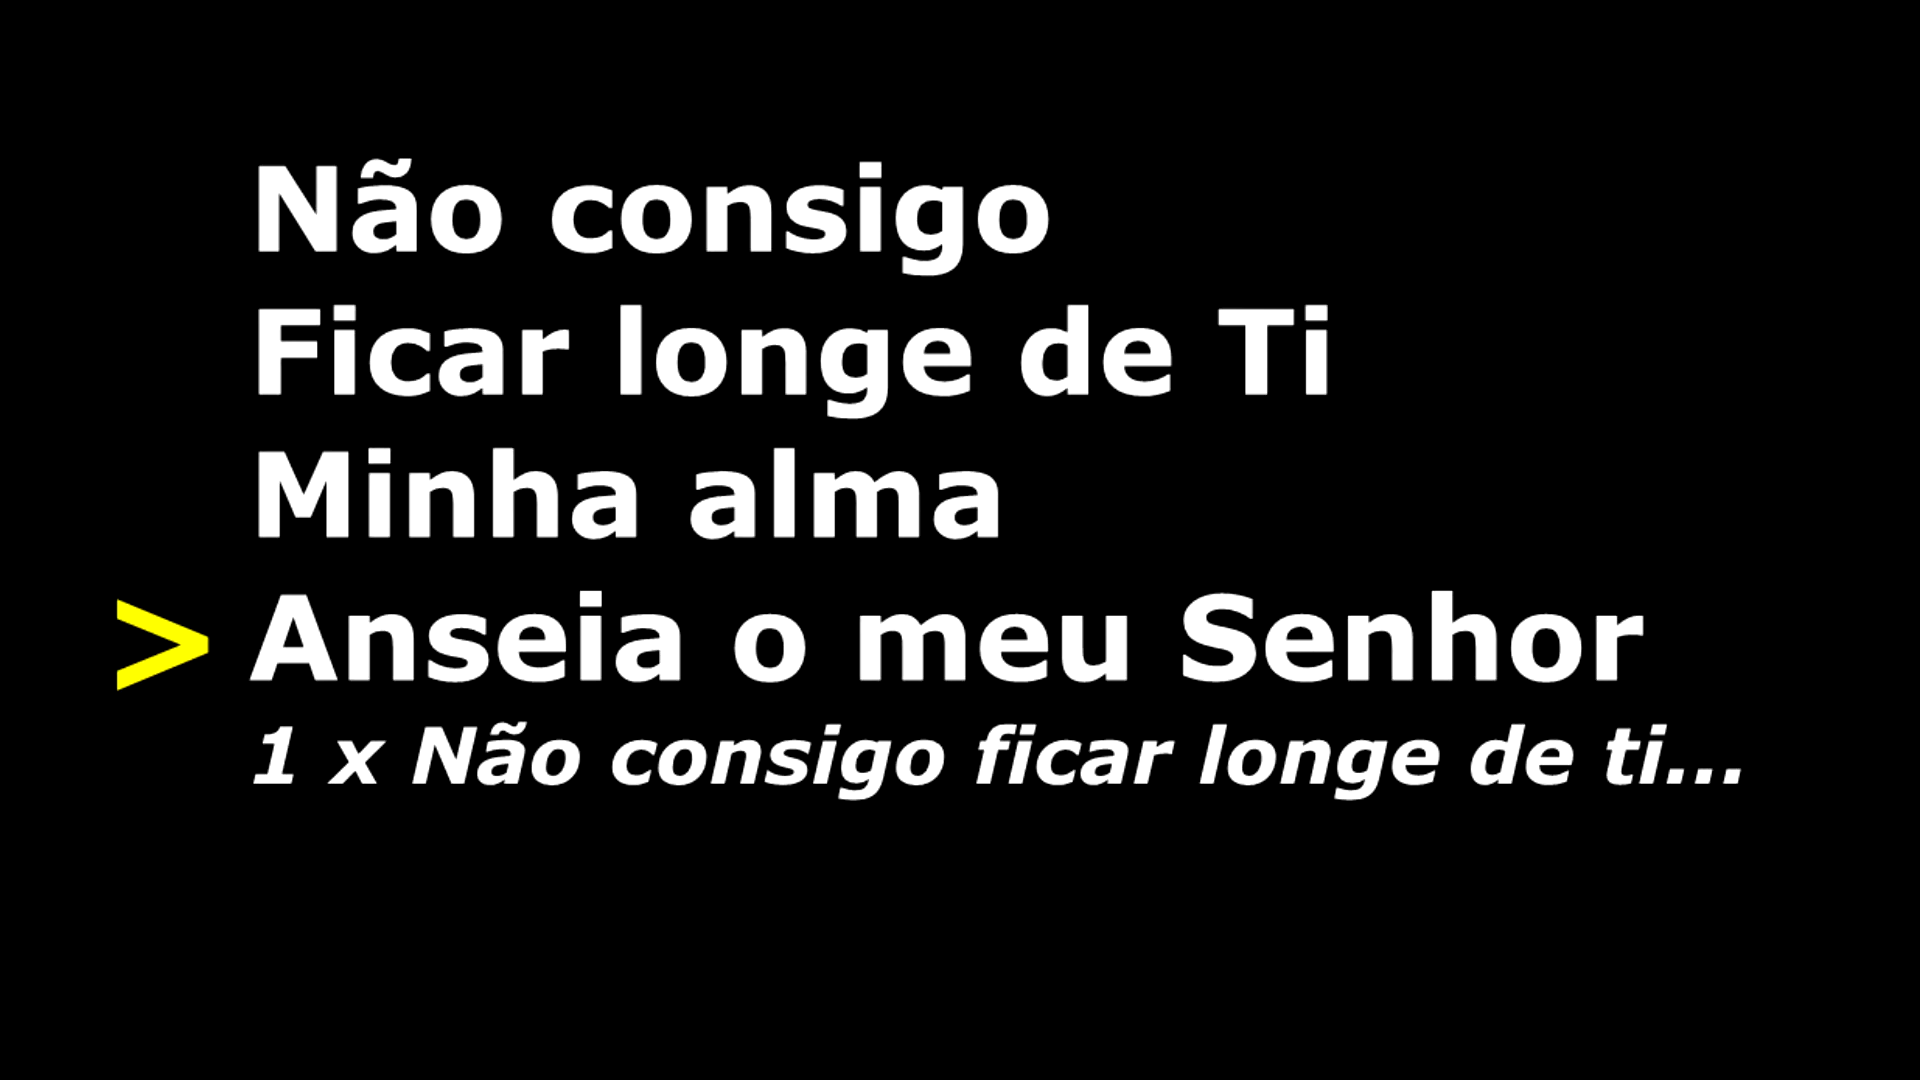 Não consigo
Ficar longe de Ti
Minha alma
> Anseia o meu Senhor
1 x Não consigo ficar longe de ti...